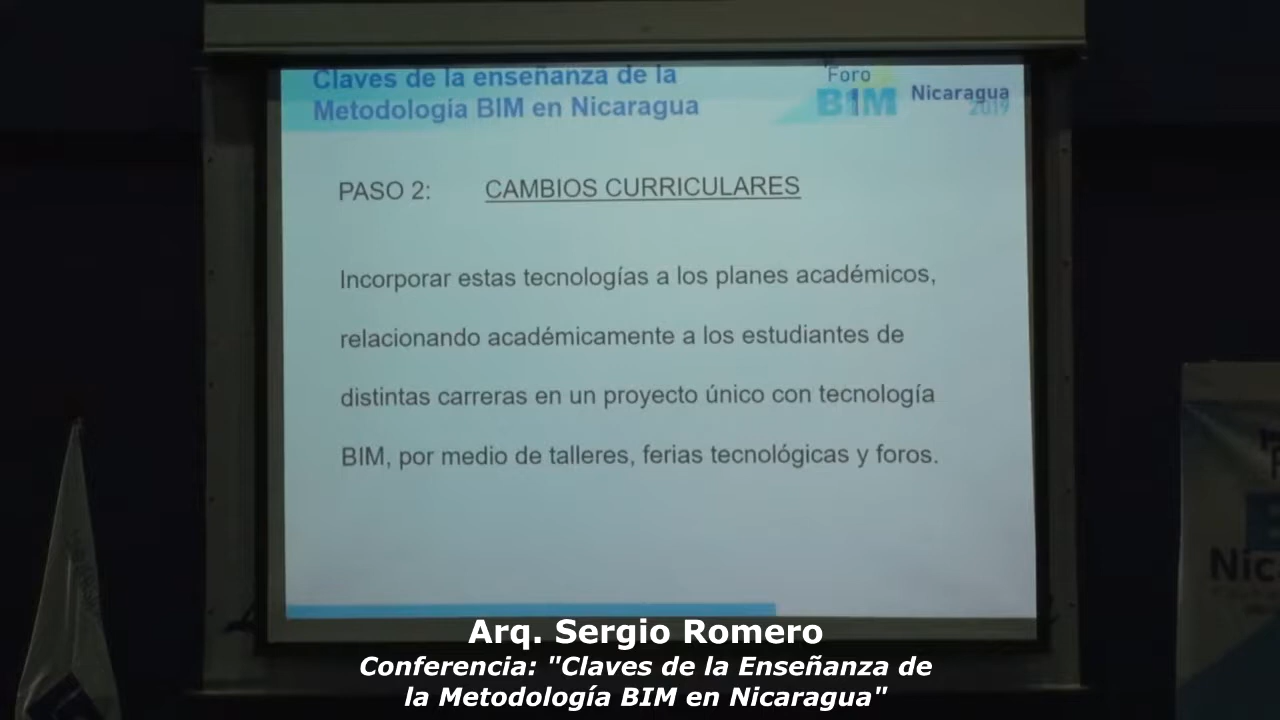 Claves de la enseñanza de la
Metodología BIM en Nicaragua
Foro
BIM Nicaragua
2019
PASO 2: CAMBIOS CURRICULARES
Incorporar estas tecnologías a los planes académicos,
relacionando académicamente a los estudiantes de
distintas carreras en un proyecto único con tecnología
BIM, por medio de talleres, ferias tecnológicas y foros.
Nic
Arq. Sergio Romero
Conferencia: "Claves de la Enseñanza de
la Metodología BIM en Nicaragua"